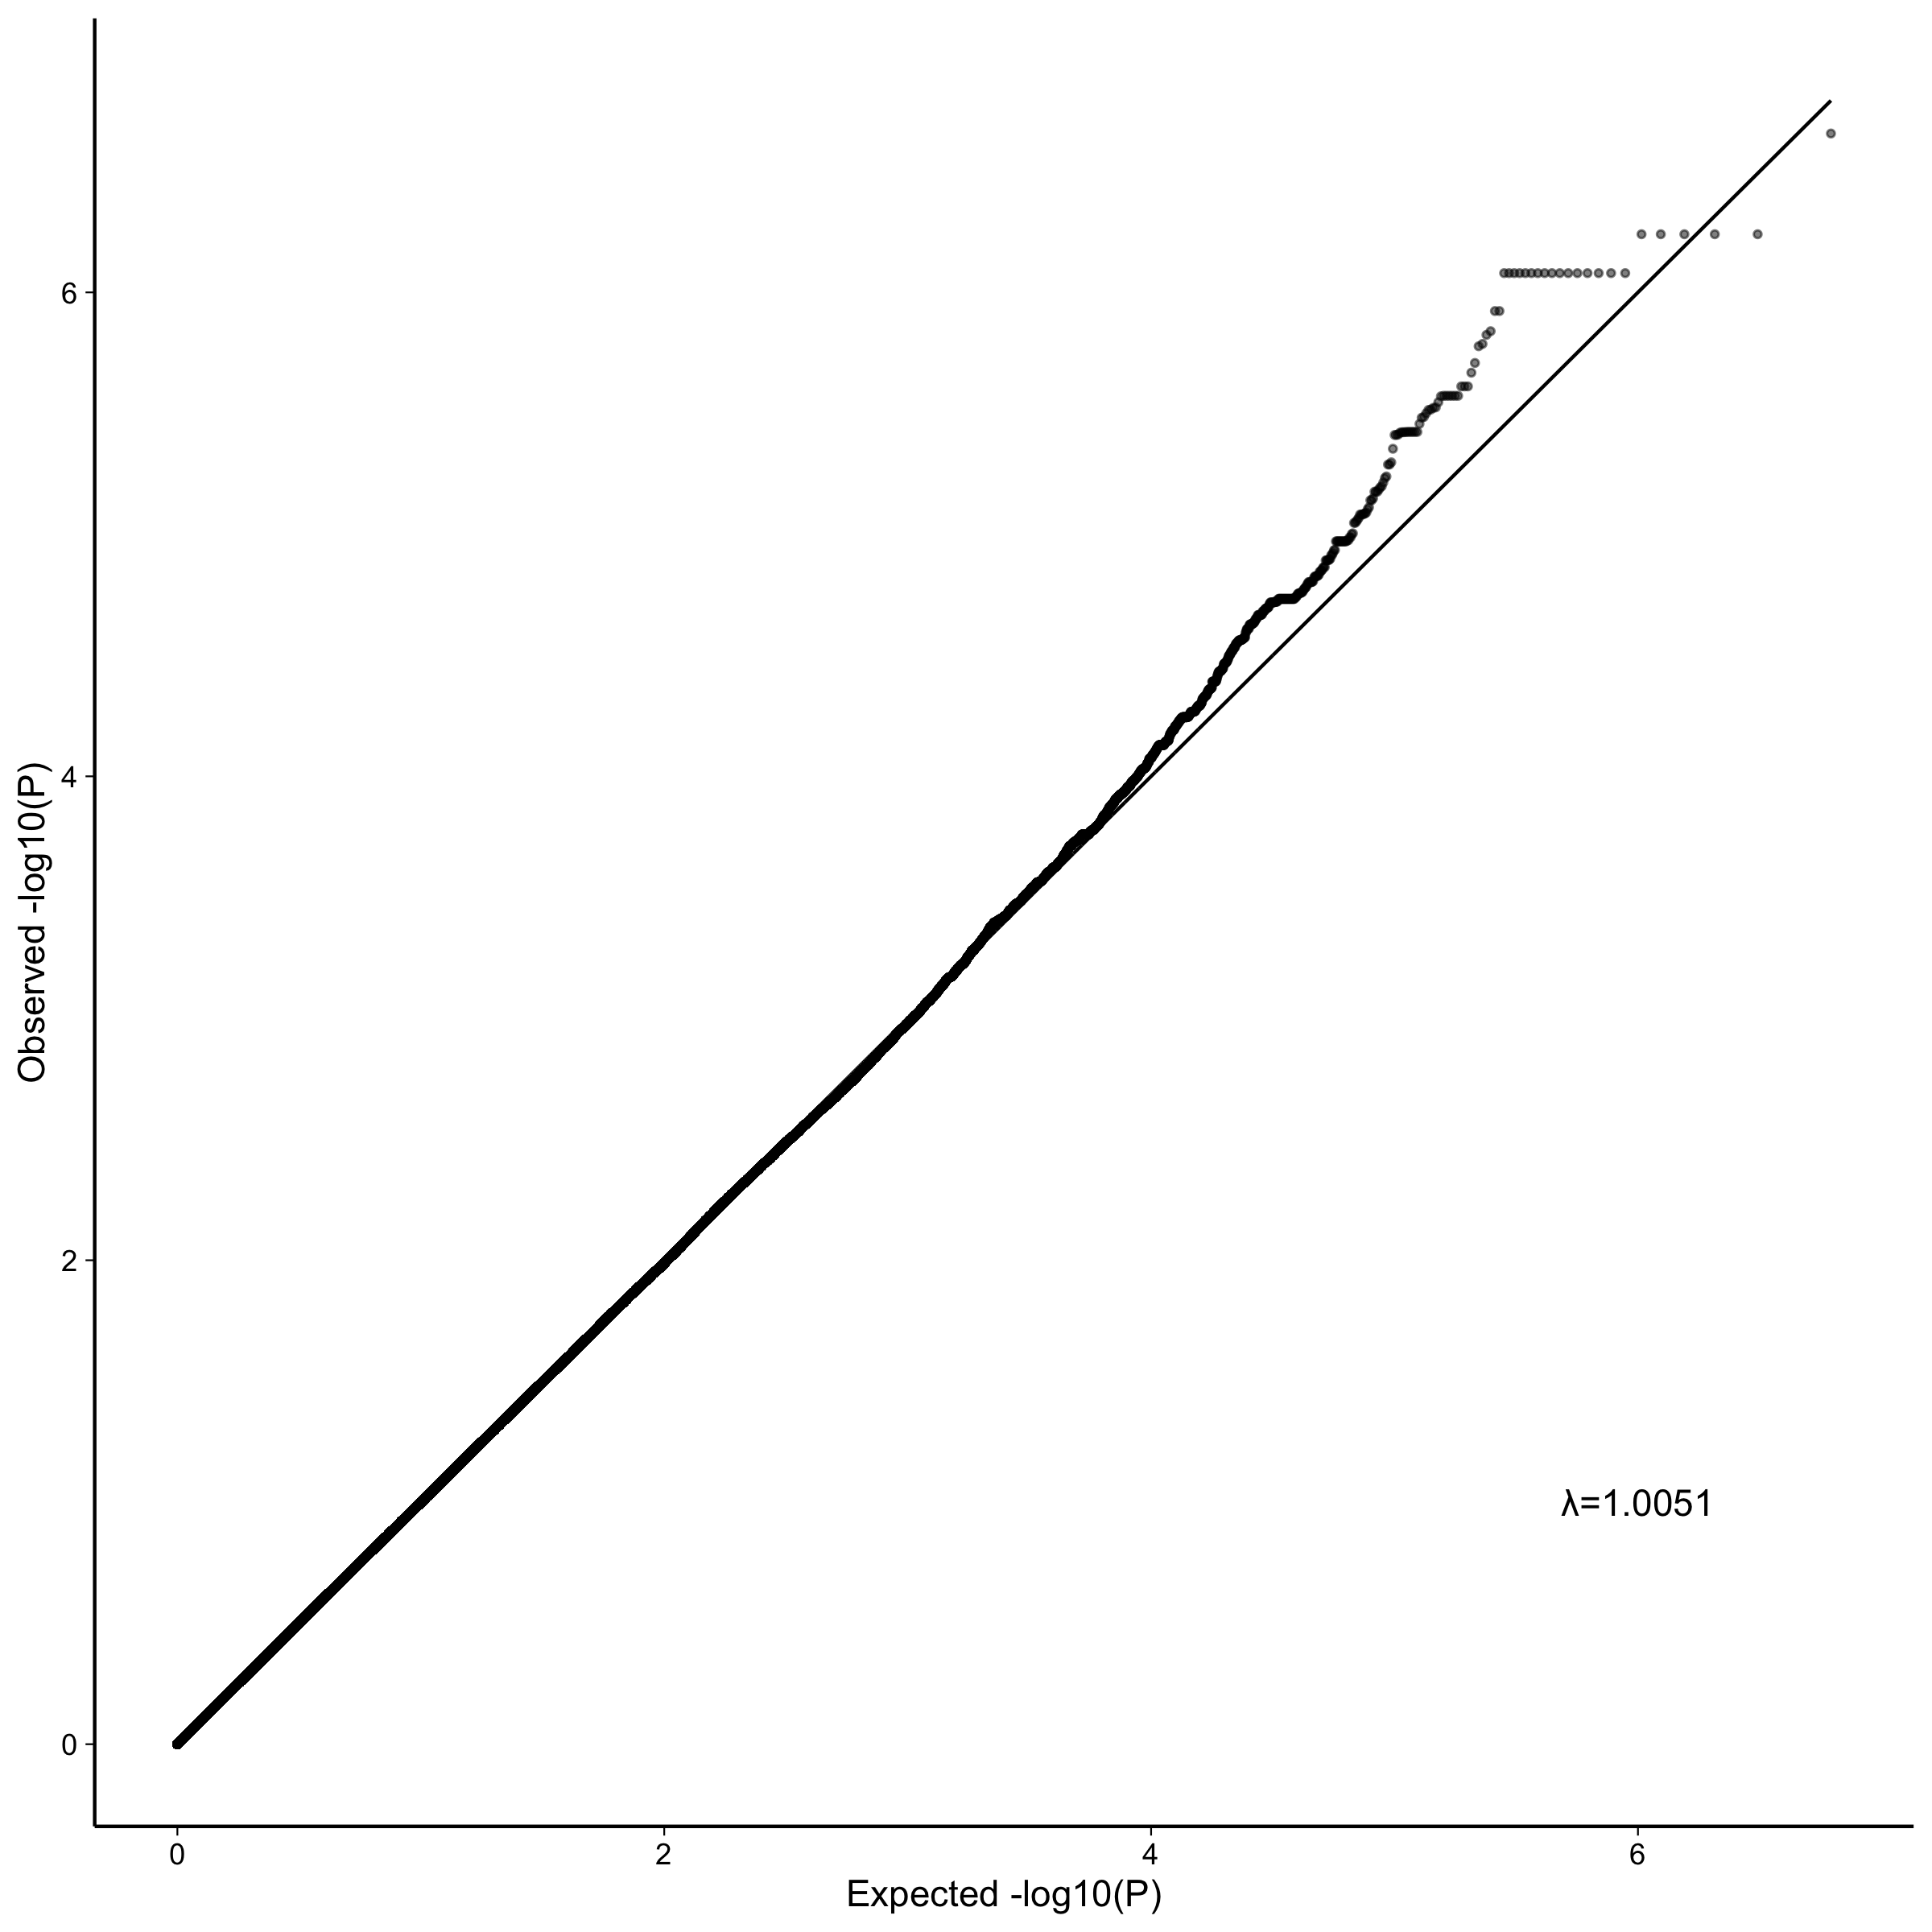 Observed -log10(P)
6
4
2
0
λ=1.0051
0 2 4 6
Expected -log10(P)